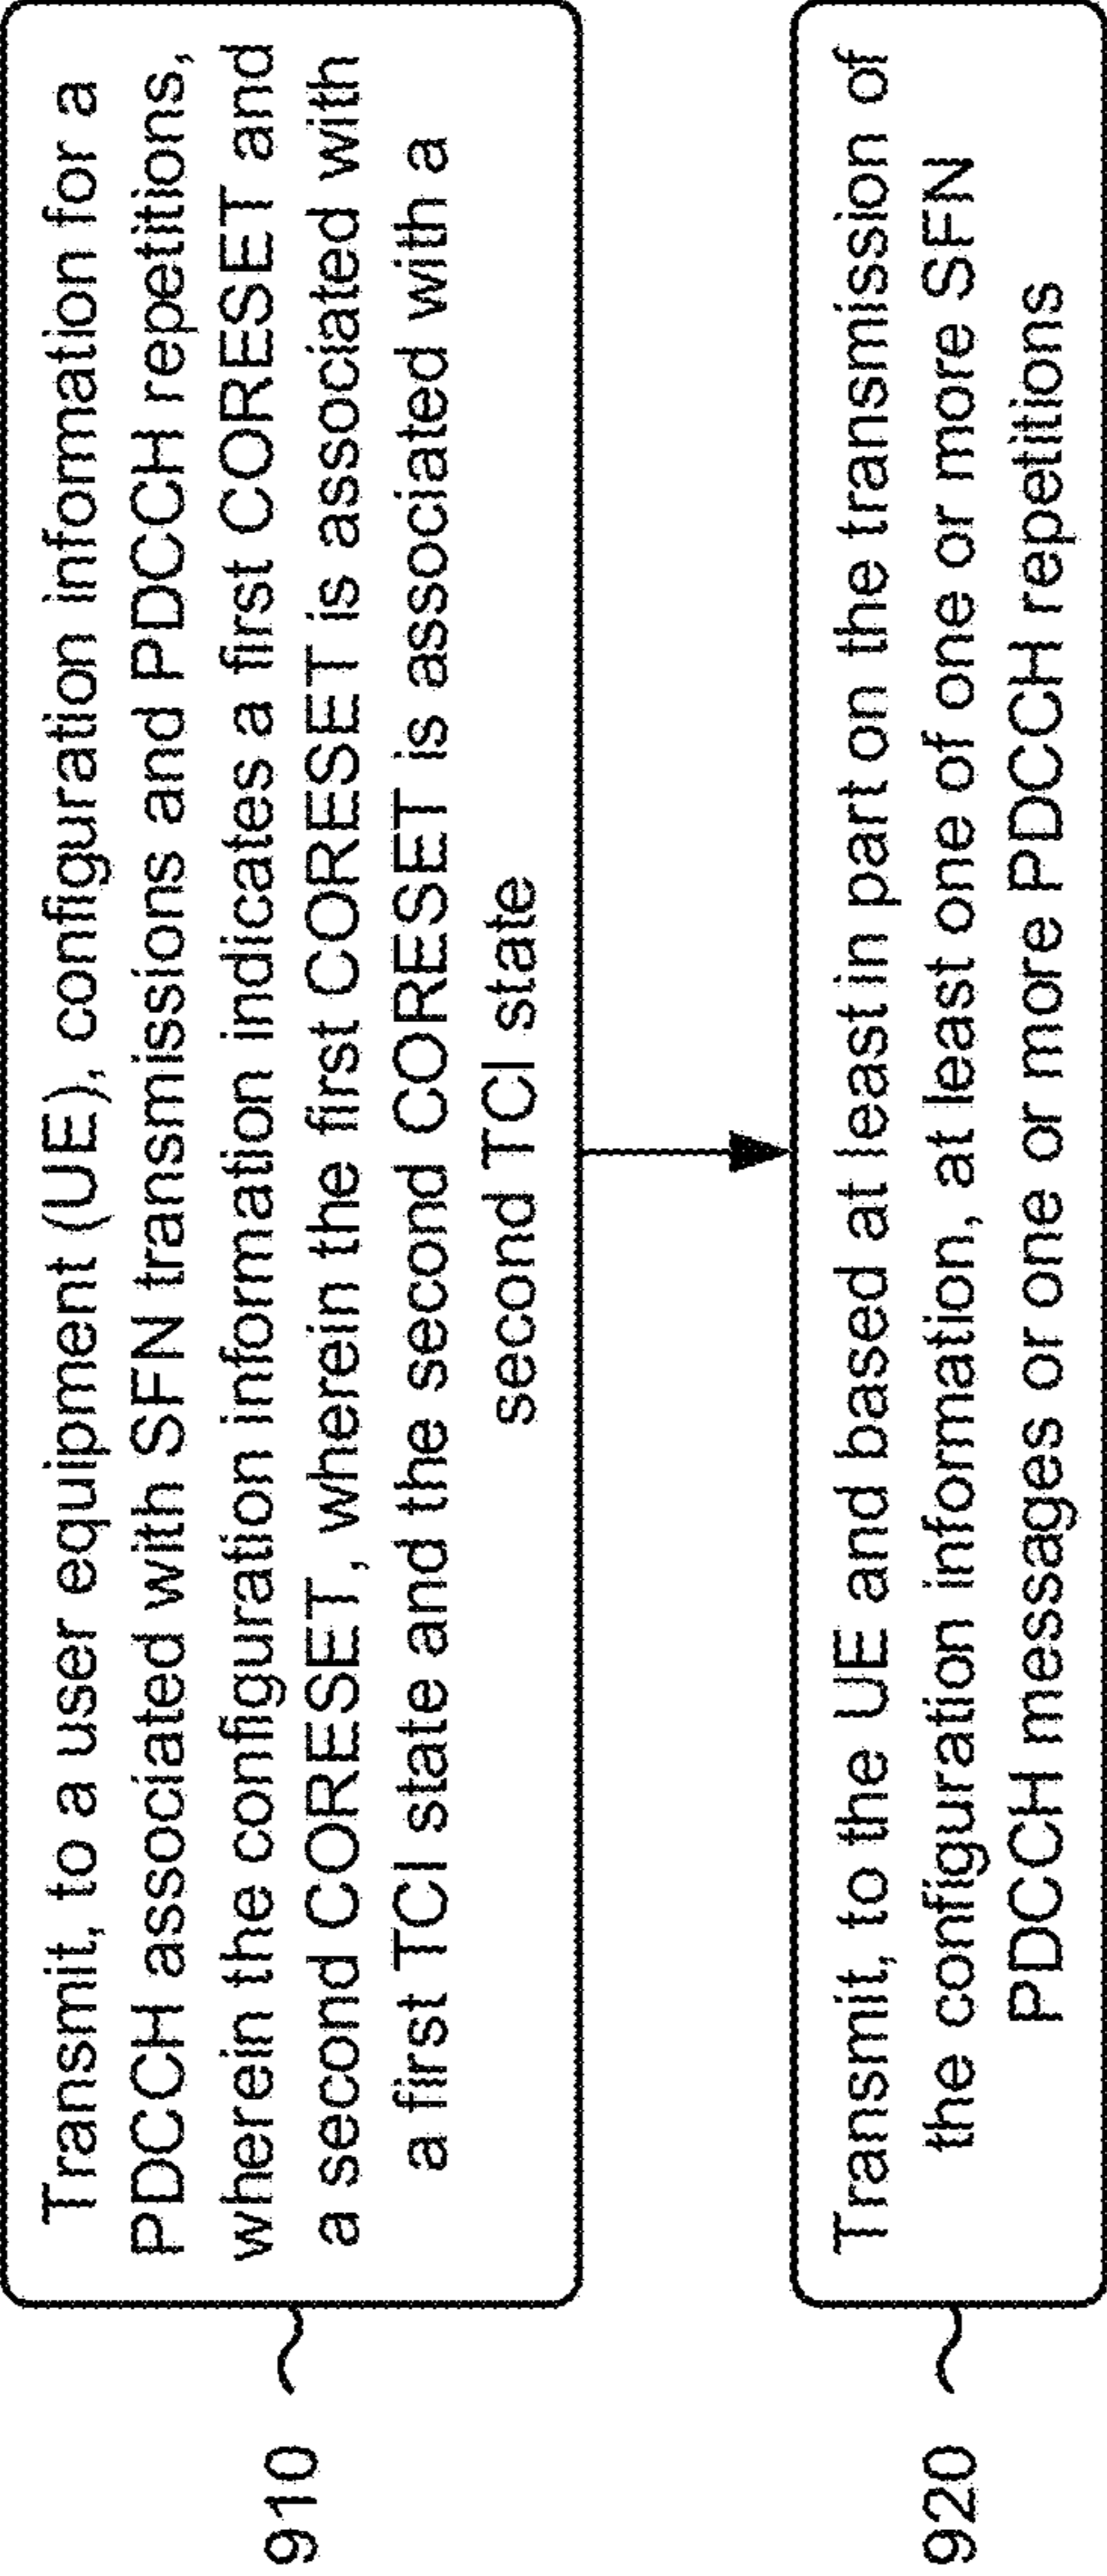 910
Transmit, to a user equipment (UE), configuration information for a
PDCCH associated with SFN transmissions and PDCCH repetitions,
wherein the configuration information indicates a first CORESET and
a second CORESET, wherein the first CORESET is associated with
a first TCI state and the second CORESET is associated with a
second TCI state
920
Transmit, to the UE and based at least in part on the transmission of
the configuration information, at least one of one or more SFN
PDCCH messages or one or more PDCCH repetitions